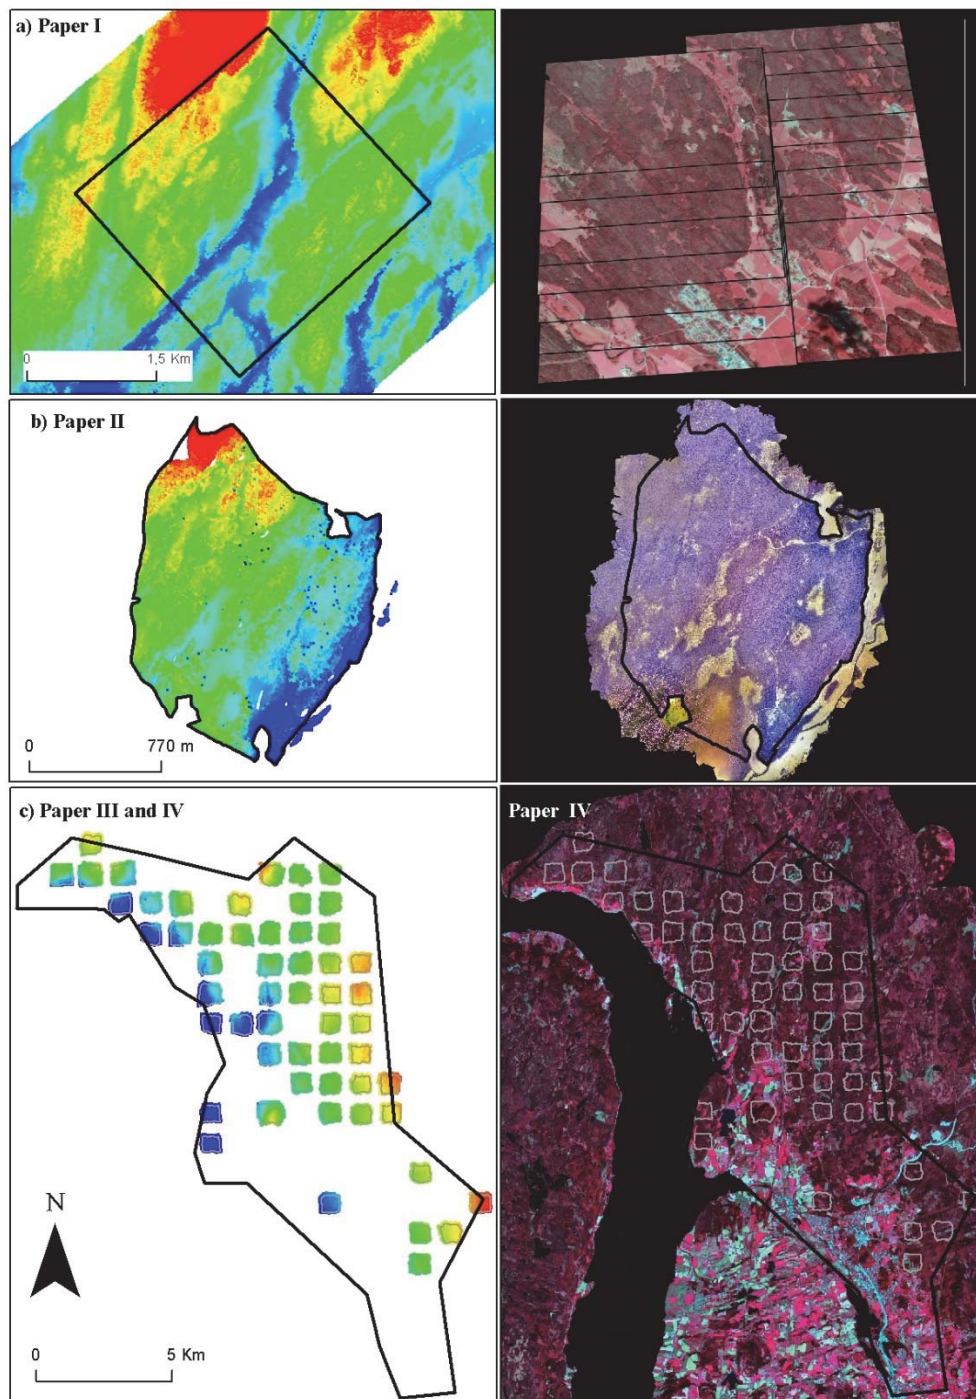 a) Paper I
0
1,5 Km
b) Paper II
0
770 m
c) Paper III and IV
Paper IV
N
0
5 Km